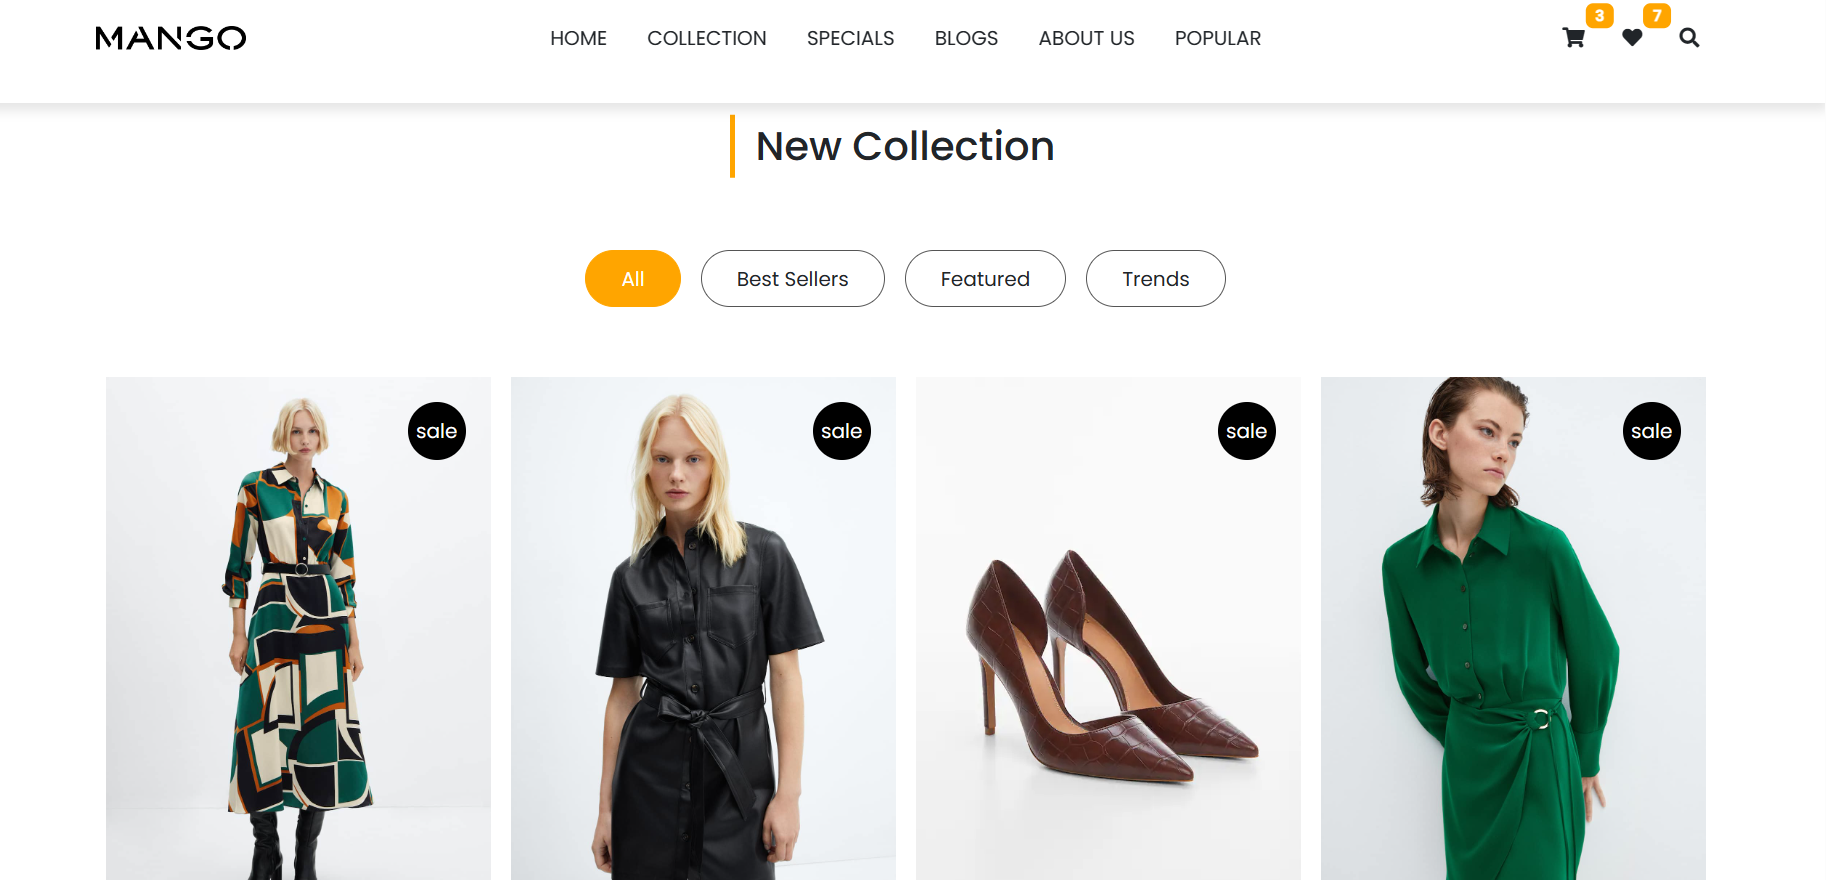 MANGO
HOME COLLECTION SPECIALS BLOGS ABOUT US POPULAR
3 7
New Collection
All Best Sellers Featured Trends
sale sale sale sale